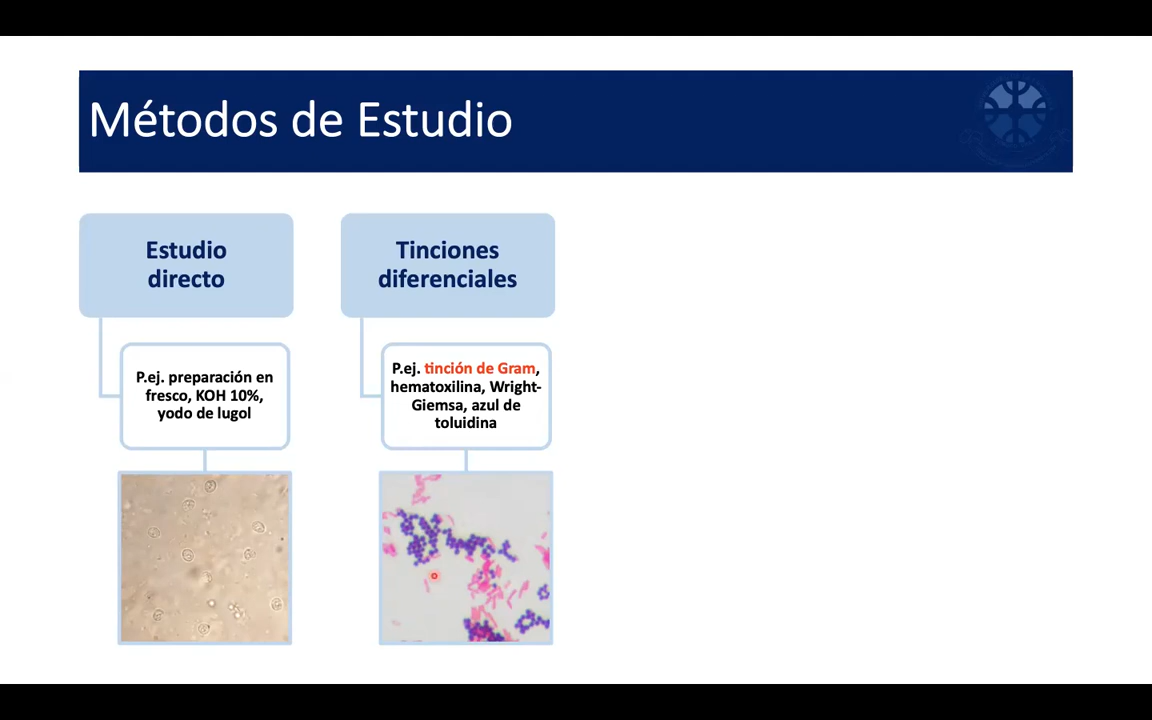 Métodos de Estudio
Estudio
directo
P.ej. preparación en
fresco, KOH 10%,
yodo de lugol
Tinciones
diferenciales
P.ej. tinción de Gram,
hematoxilina, Wright-
Giemsa, azul de
toluidina